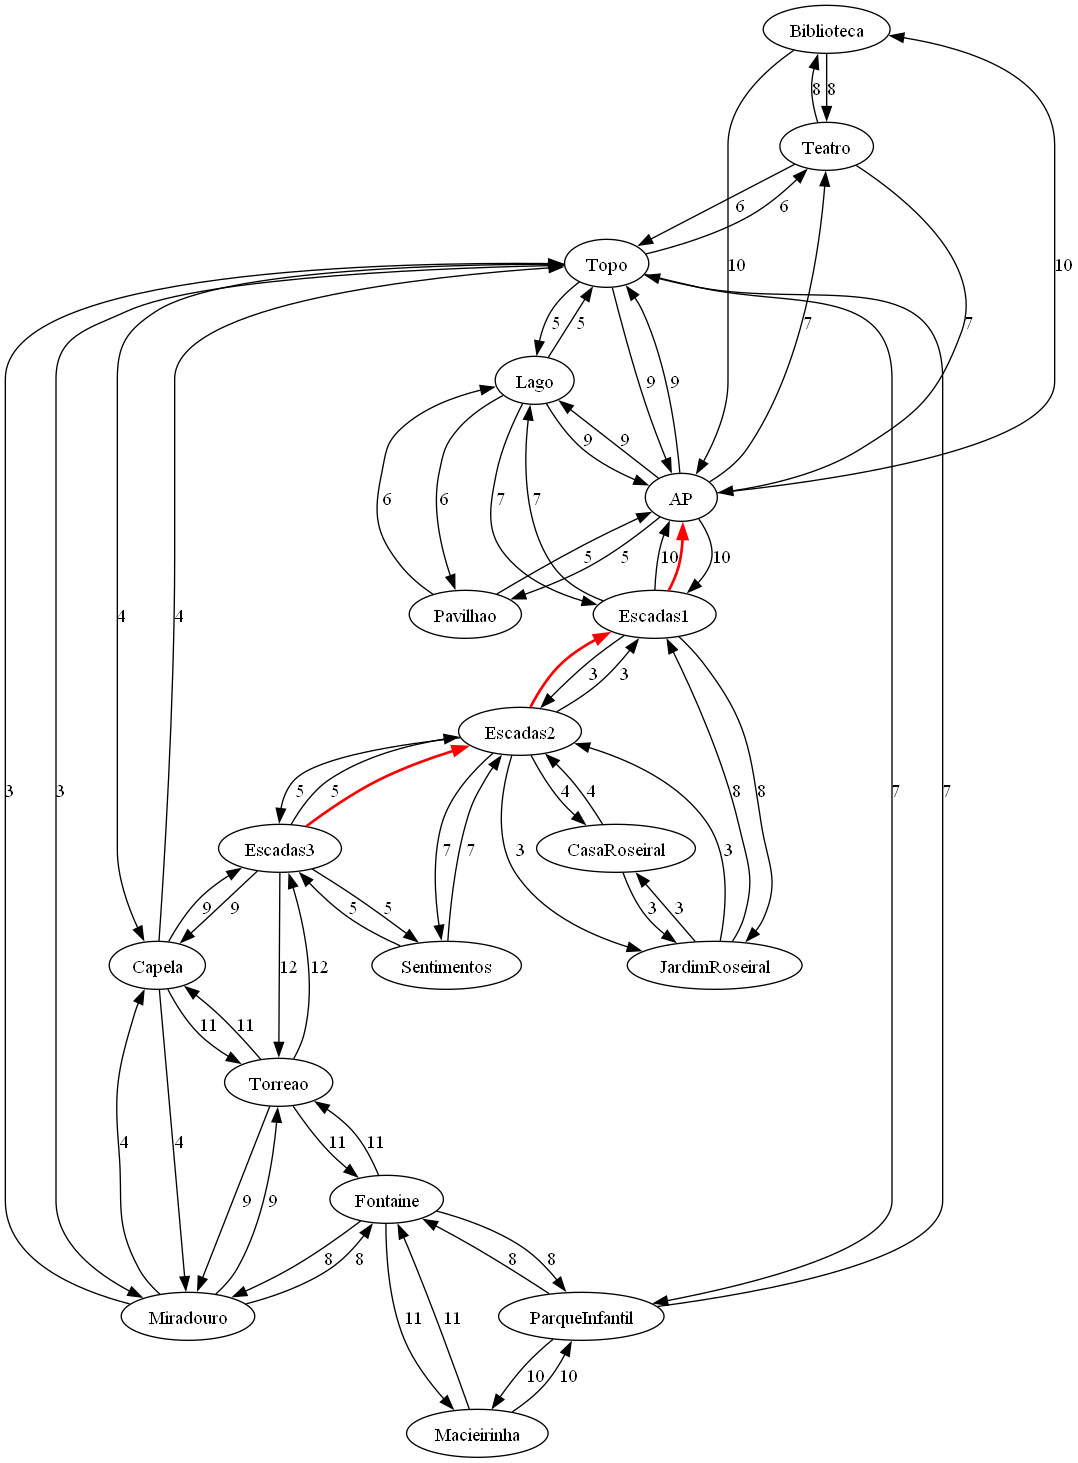 Biblioteca
8 8
Teatro
6 6
10 10
Topo
5 5 7 7
9 9
Lago
9 9
6 6 7 7
AP
5 5 10 10
Pavilhao
Escadas1
4 4
3 3
Escadas2
3 3 5 5 4 4 8 8 7 7
7 7 3 3
Escadas3
CasaRoseiral
9 9 5 5 3 3
Capela
Sentimentos
JardimRoseiral
12 12
11 11
Torreao
4 4 11 11
9 9
Fontaine
8 8 8 8
Miradouro
ParqueInfantil
11 11
10 10
Macieirinha